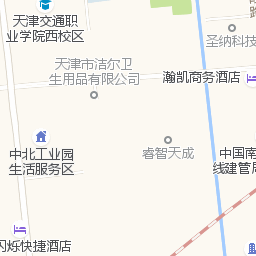 天津交通职
业学院西校区
圣纳科技
天津市洁尔卫
生用品有限公司
瀚凯商务酒店
中北工业园
生活服务区
睿智天成
中国南
线建管局
闪烁快捷酒店